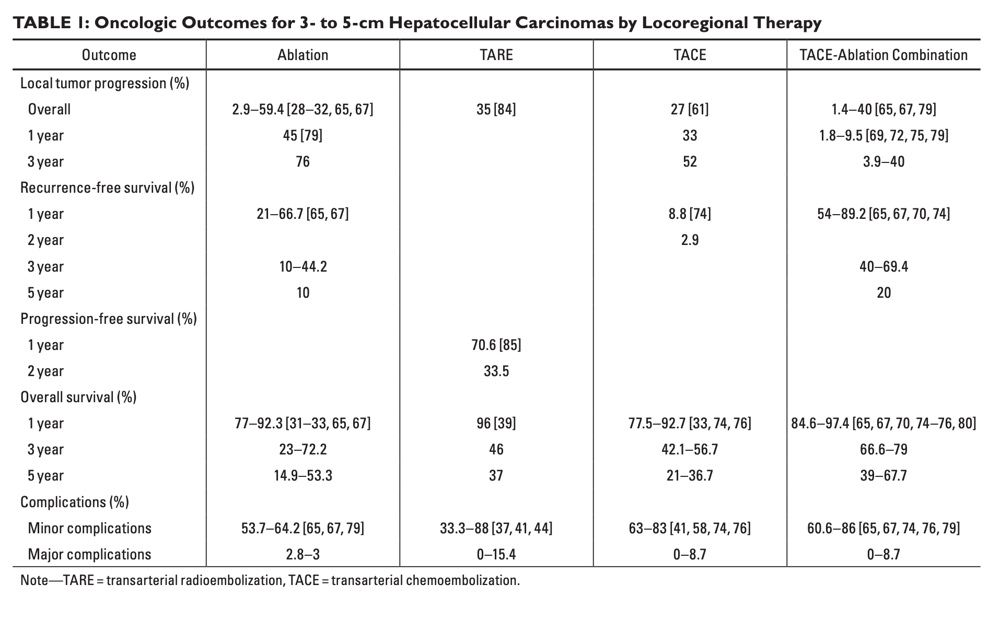 TABLE 1: Oncologic Outcomes for 3- to 5-cm Hepatocellular Carcinomas by Locoregional Therapy
Outcome Ablation TARE TACE TACE-Ablation Combination
Local tumor progression (%)
Overall 2.9–59.4 [28–32, 65, 67] 35 [84] 27 [61] 1.4–40 [65, 67, 79]
1 year 45 [79] 33 1.8–9.5 [69, 72, 75, 79]
3 year 76 52 3.9–40
Recurrence-free survival (%)
1 year 21–66.7 [65, 67] 8.8 [74] 54–89.2 [65, 67, 70, 74]
2 year 2.9
3 year 10–44.2 40–69.4
5 year 10 20
Progression-free survival (%)
1 year 70.6 [85]
2 year 33.5
Overall survival (%)
1 year 77–92.3 [31–33, 65, 67] 96 [39] 77.5–92.7 [33, 74, 76] 84.6–97.4 [65, 67, 70, 74–76, 80]
3 year 23–72.2 46 42.1–56.7 66.6–79
5 year 14.9–53.3 37 21–36.7 39–67.7
Complications (%)
Minor complications 53.7–64.2 [65, 67, 79] 33.3–88 [37, 41, 44] 63–83 [41, 58, 74, 76] 60.6–86 [65, 67, 74, 76, 79]
Major complications 2.8–3 0–15.4 0–8.7 0–8.7
Note—TARE = transarterial radioembolization, TACE = transarterial chemoembolization.